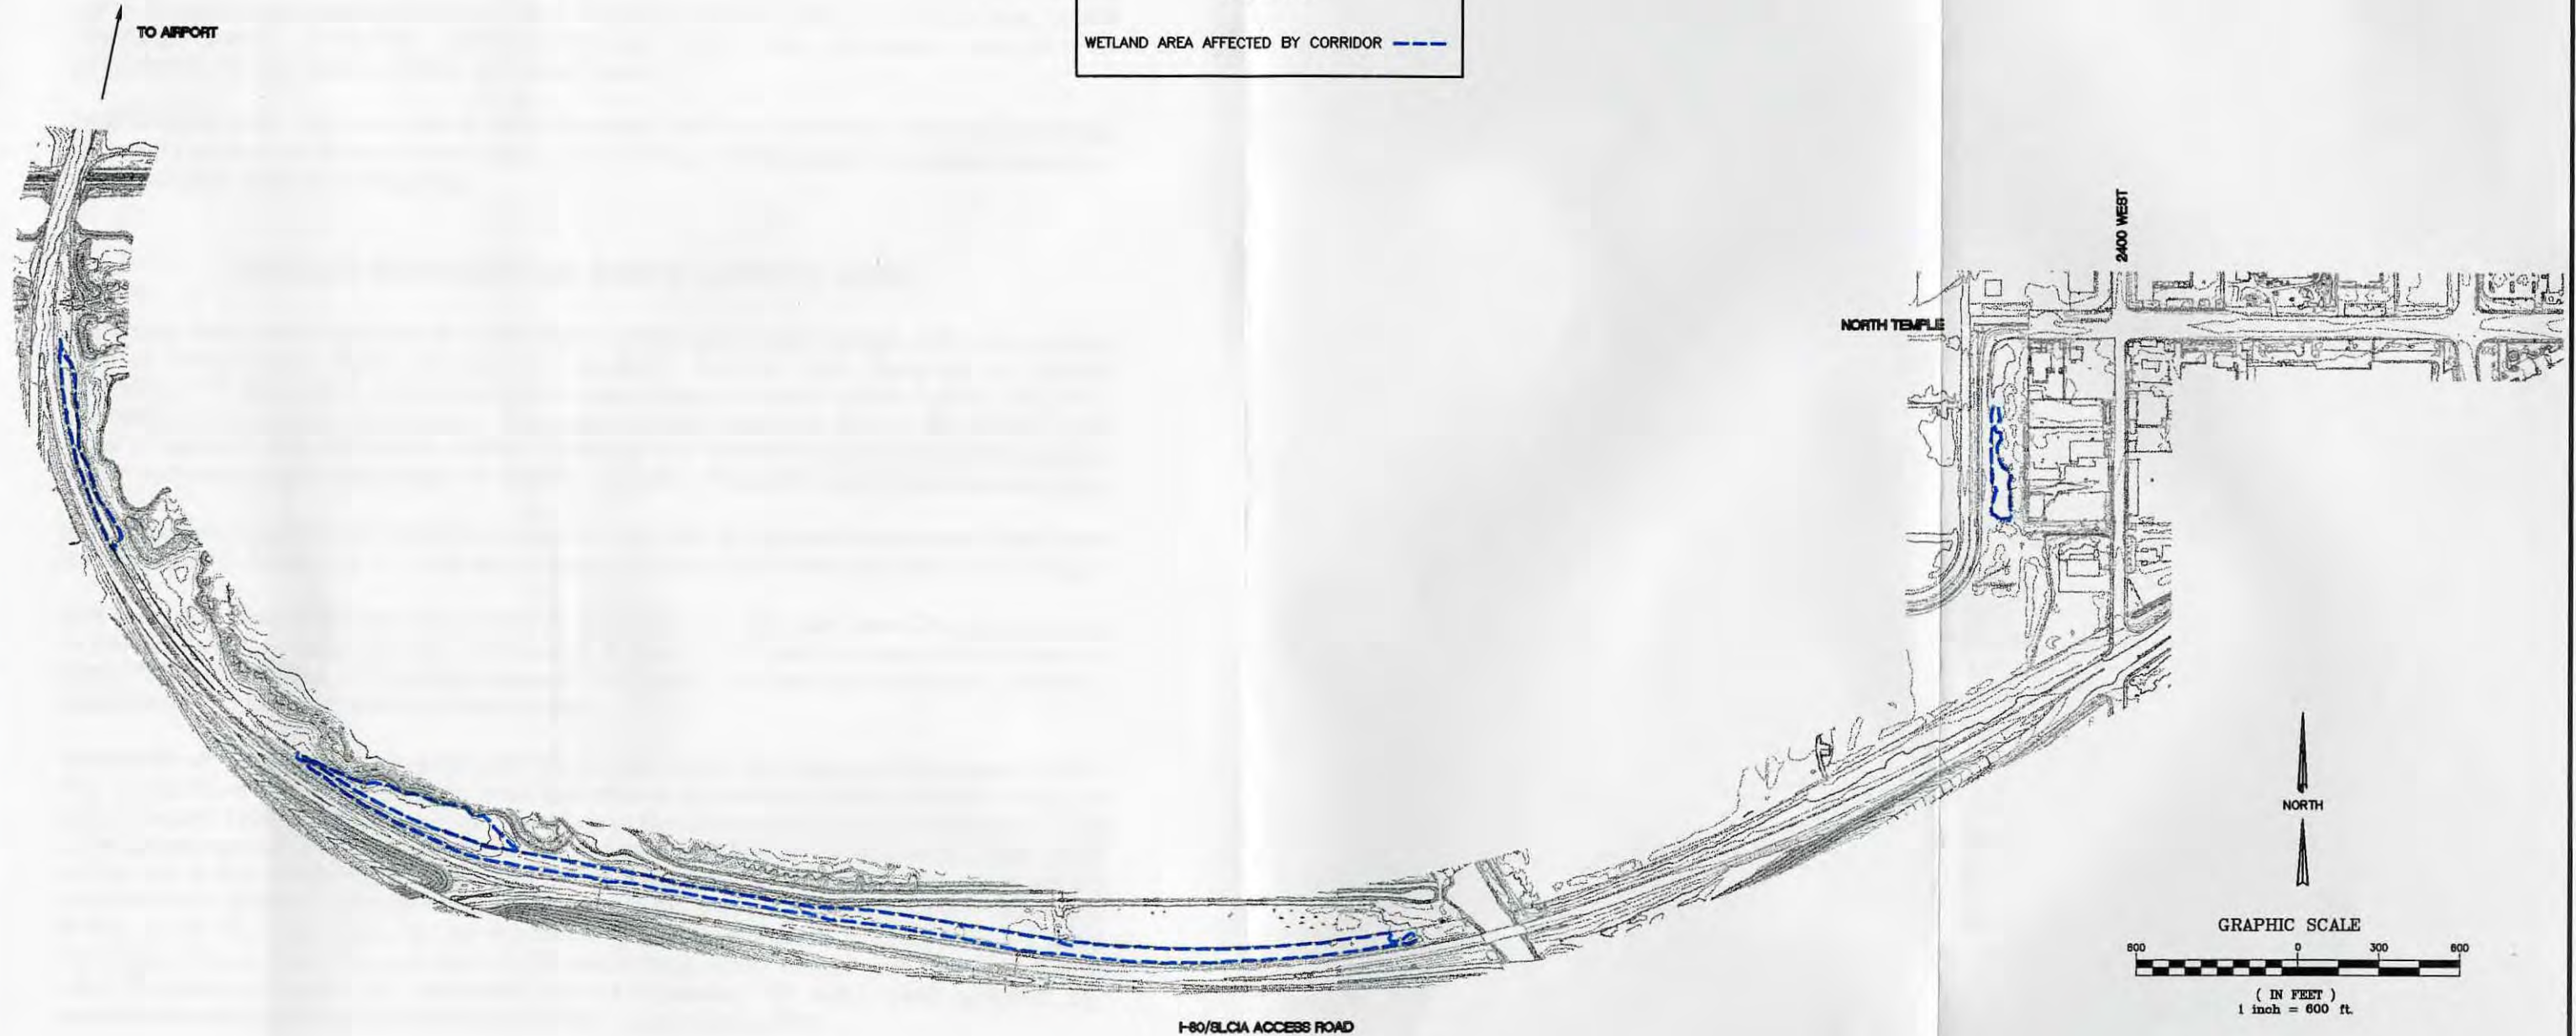 TO AIRPORT
WETLAND AREA AFFECTED BY CORRIDOR
2400 WEST
NORTH TEMPLE
NORTH
GRAPHIC SCALE
600 0 300 600
( IN FEET )
1 inch = 600 ft.
I-80/SLCIA ACCESS ROAD